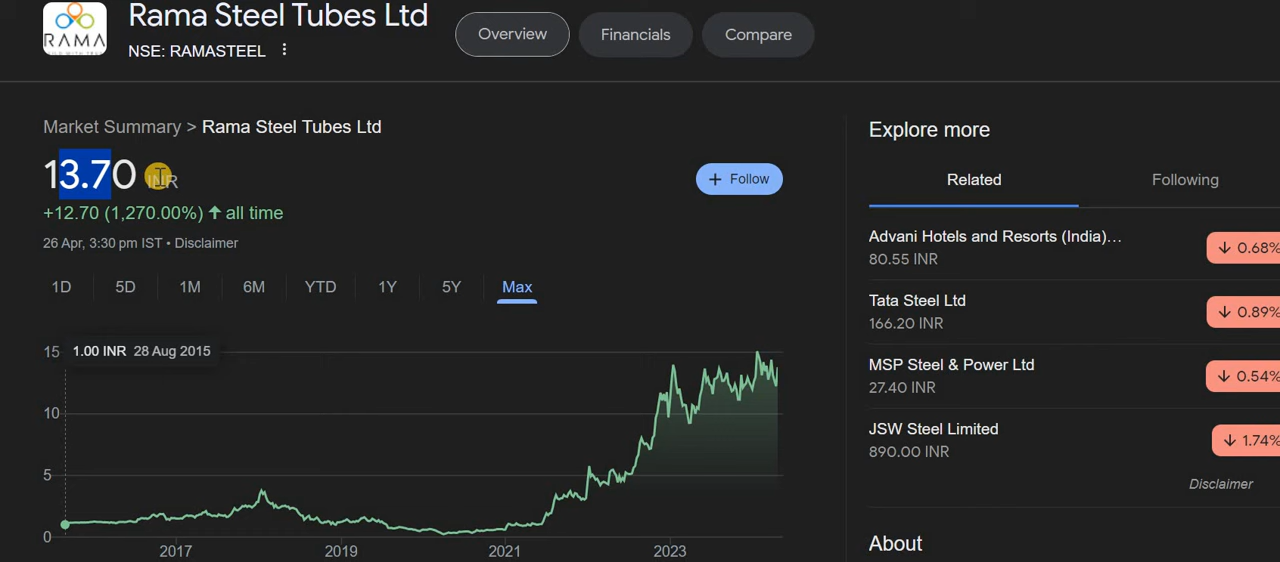 Rama Steel Tubes Ltd
RAMA
NSE: RAMASTEEL
Overview
Financials
Compare
Market Summary > Rama Steel Tubes Ltd
13.70 INR
+12.70 (1,270.00%) ↑ all time
26 Apr, 3:30 pm IST • Disclaimer
+ Follow
1D 5D 1M 6M YTD 1Y 5Y Max
1.00 INR 28 Aug 2015
15
10
5
0
2017 2019 2021 2023
Explore more
Related
Following
Advani Hotels and Resorts (India)…
80.55 INR
↓ 0.68%
Tata Steel Ltd
166.20 INR
↓ 0.89%
MSP Steel & Power Ltd
27.40 INR
↓ 0.54%
JSW Steel Limited
890.00 INR
↓ 1.74%
Disclaimer
About